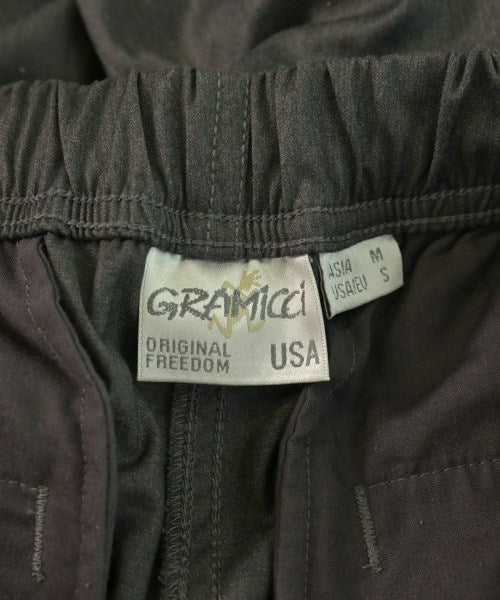 GRAMICCI
ORIGINAL
FREEDOM
USA
ASIA M
USA/EU S